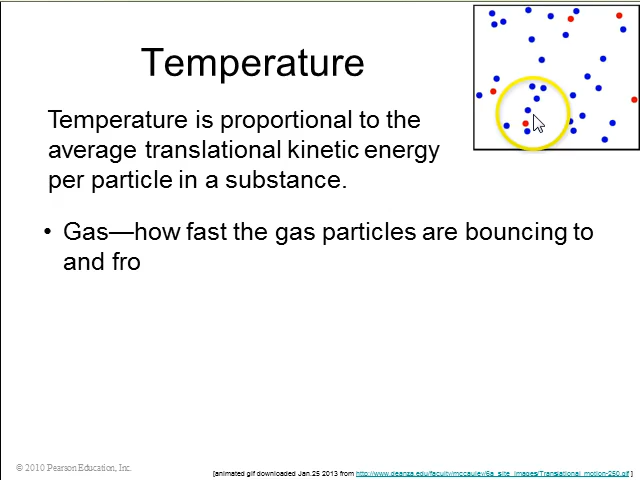 Temperature
Temperature is proportional to the
average translational kinetic energy
per particle in a substance.
• Gas—how fast the gas particles are bouncing to
and fro
© 2010 Pearson Education, Inc.
[animated gif downloaded Jan.25 2013 from http://www.deanza.edu/faculty/mccauley/6a_site_images/Translational_motion-250.gif ]